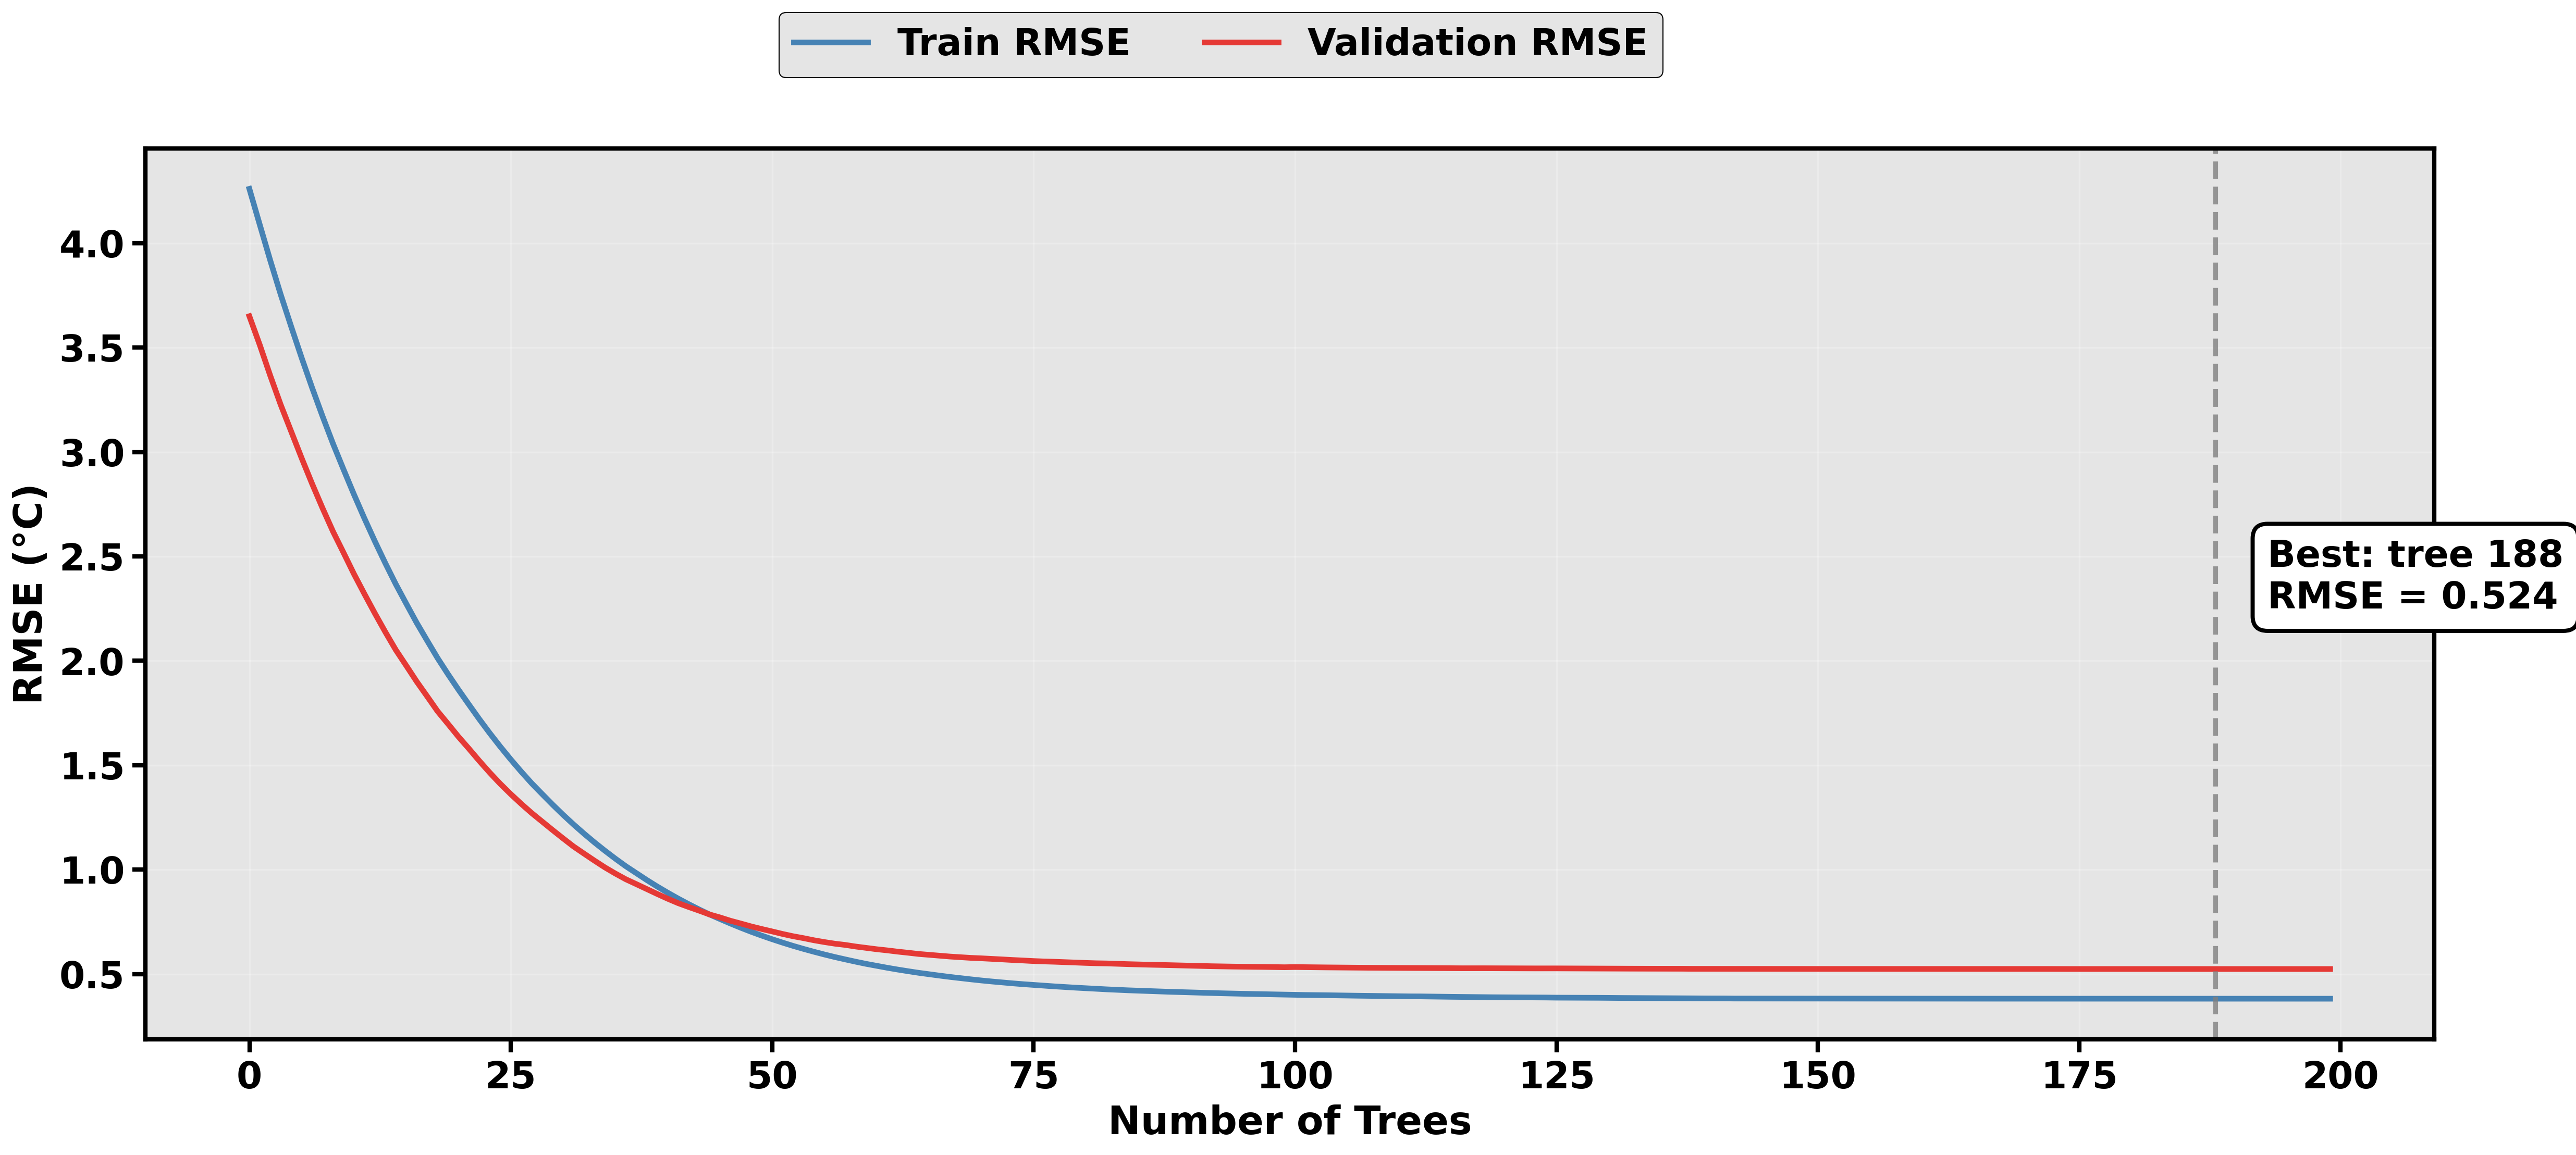 Train RMSE
Validation RMSE
RMSE (°C)
4.0
3.5
3.0
2.5
2.0
1.5
1.0
0.5
Best: tree 188
RMSE = 0.524
0 25 50 75 100 125 150 175 200
Number of Trees